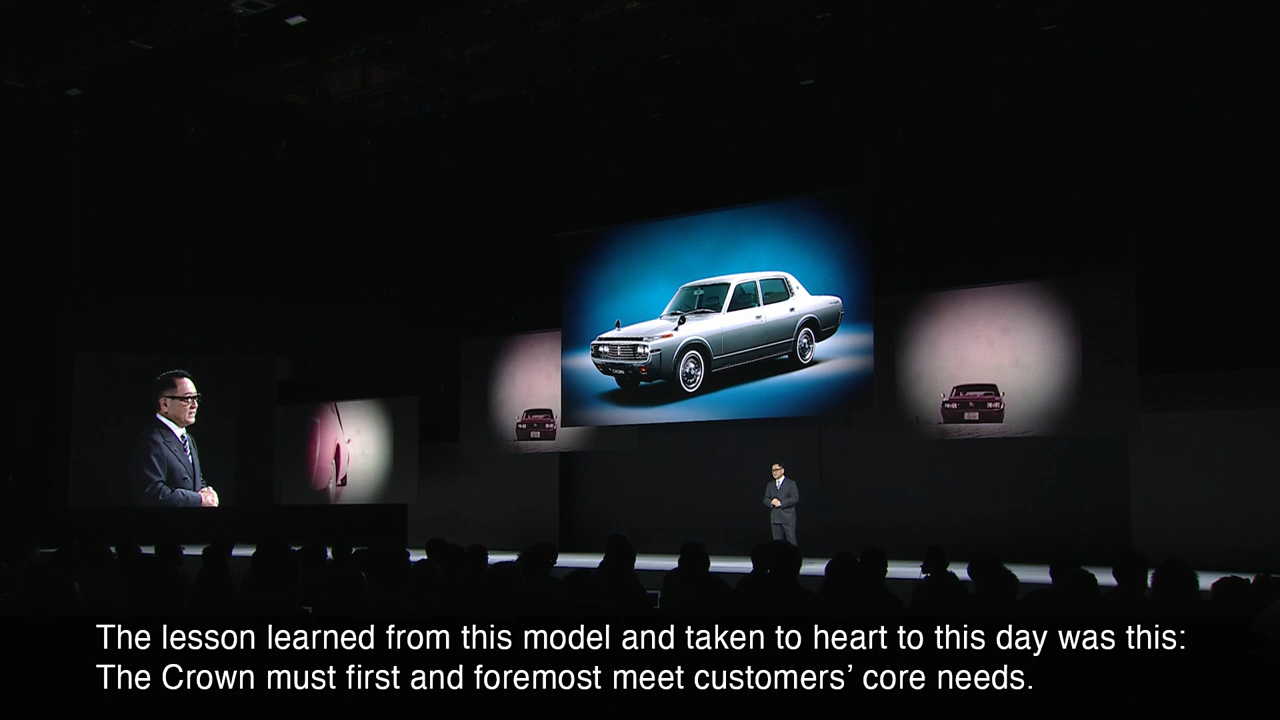 CROWN
The lesson learned from this model and taken to heart to this day was this:
The Crown must first and foremost meet customers’ core needs.